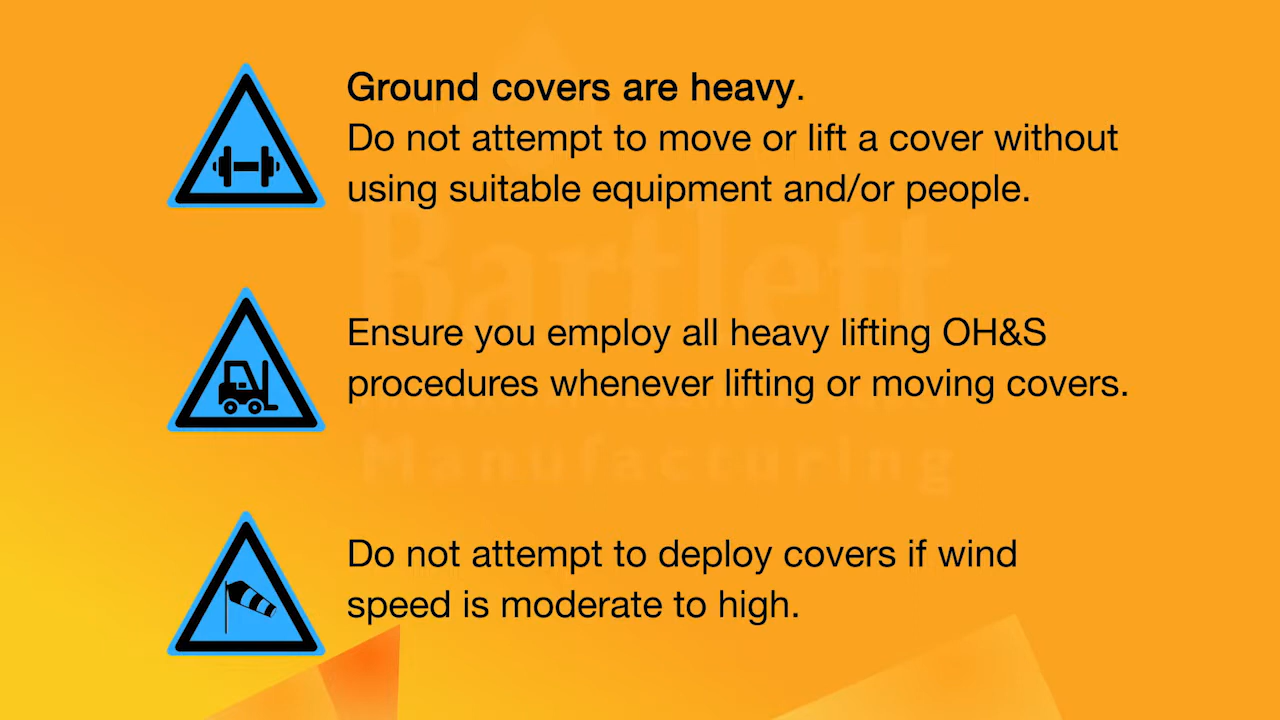 Ground covers are heavy.
Do not attempt to move or lift a cover without
using suitable equipment and/or people.
Bartlett
Ensure you employ all heavy lifting OH&S
procedures whenever lifting or moving covers.
Manufacturing
Do not attempt to deploy covers if wind
speed is moderate to high.